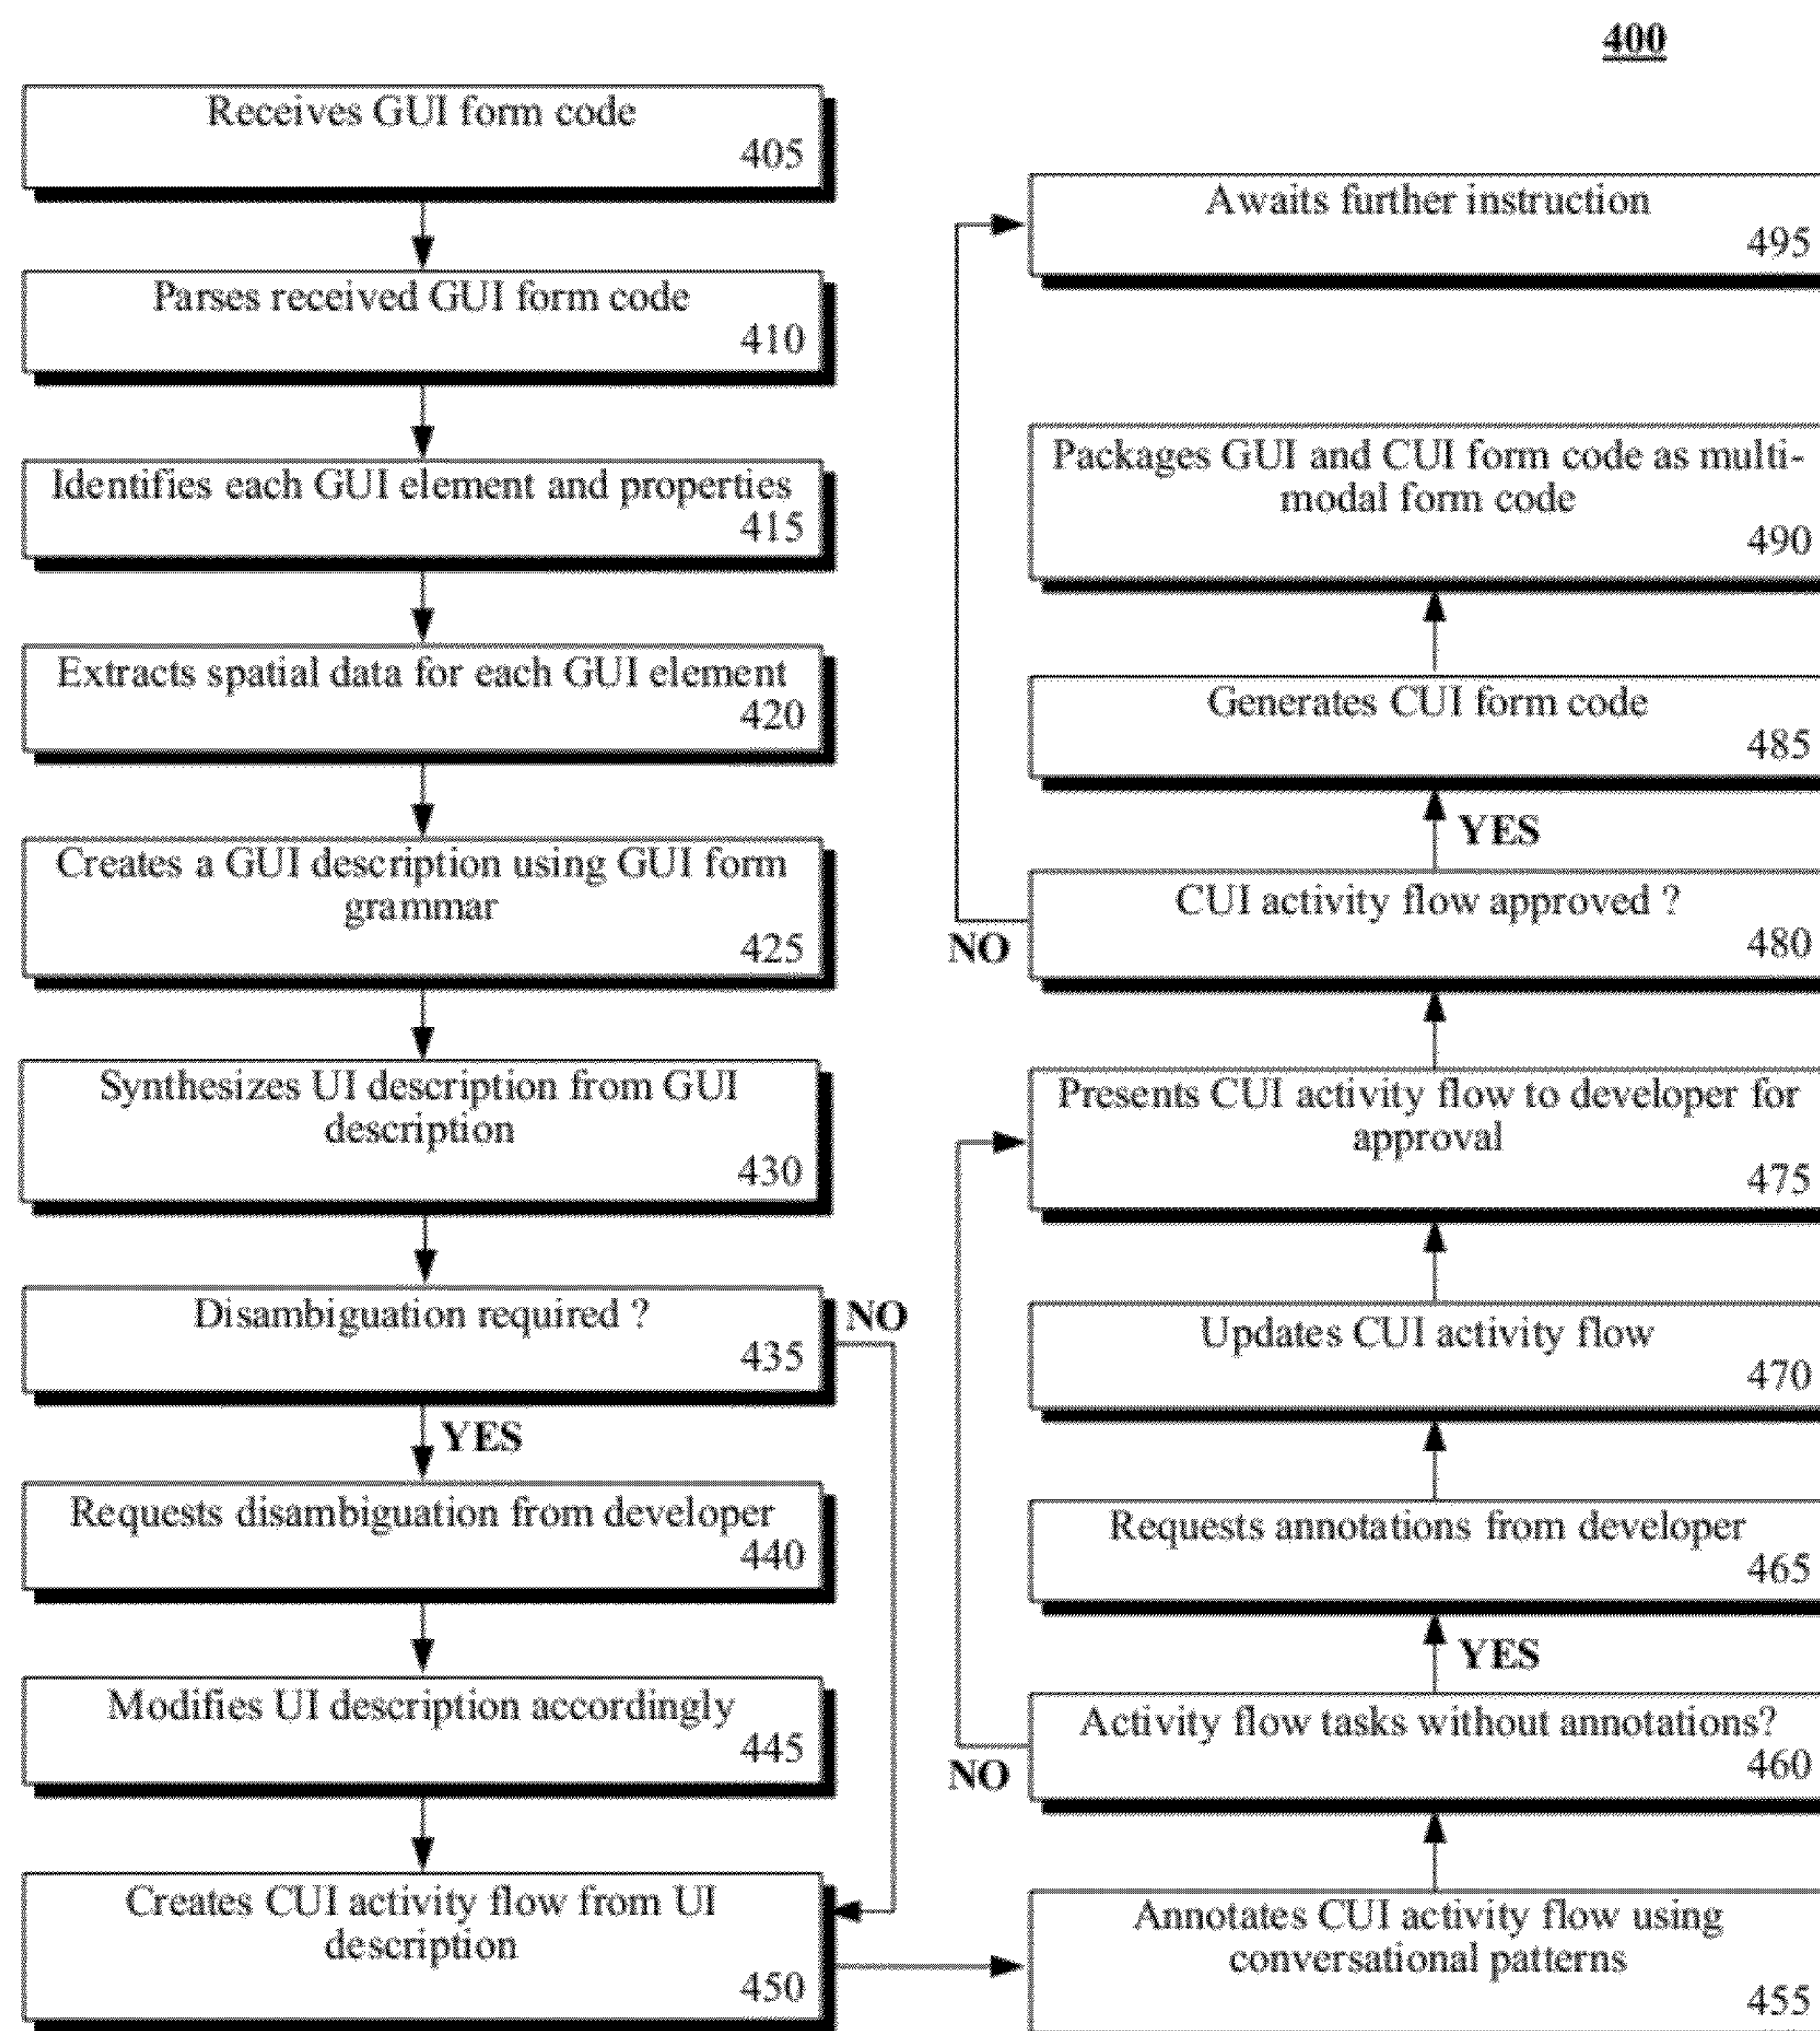 400
Receives GUI form code
405
Parses received GUI form code
410
Identifies each GUI element and properties
415
Extracts spatial data for each GUI element
420
Creates a GUI description using GUI form
grammar
425
Synthesizes UI description from GUI
description
430
Disambiguation required ?
435
NO
YES
Requests disambiguation from developer
440
Modifies UI description accordingly
445
Creates CUI activity flow from UI
description
450
Awaits further instruction
495
Packages GUI and CUI form code as multi-
modal form code
490
Generates CUI form code
485
YES
CUI activity flow approved ?
480
NO
Presents CUI activity flow to developer for
approval
475
Updates CUI activity flow
470
Requests annotations from developer
465
YES
Activity flow tasks without annotations?
460
NO
Annotates CUI activity flow using
conversational patterns
455